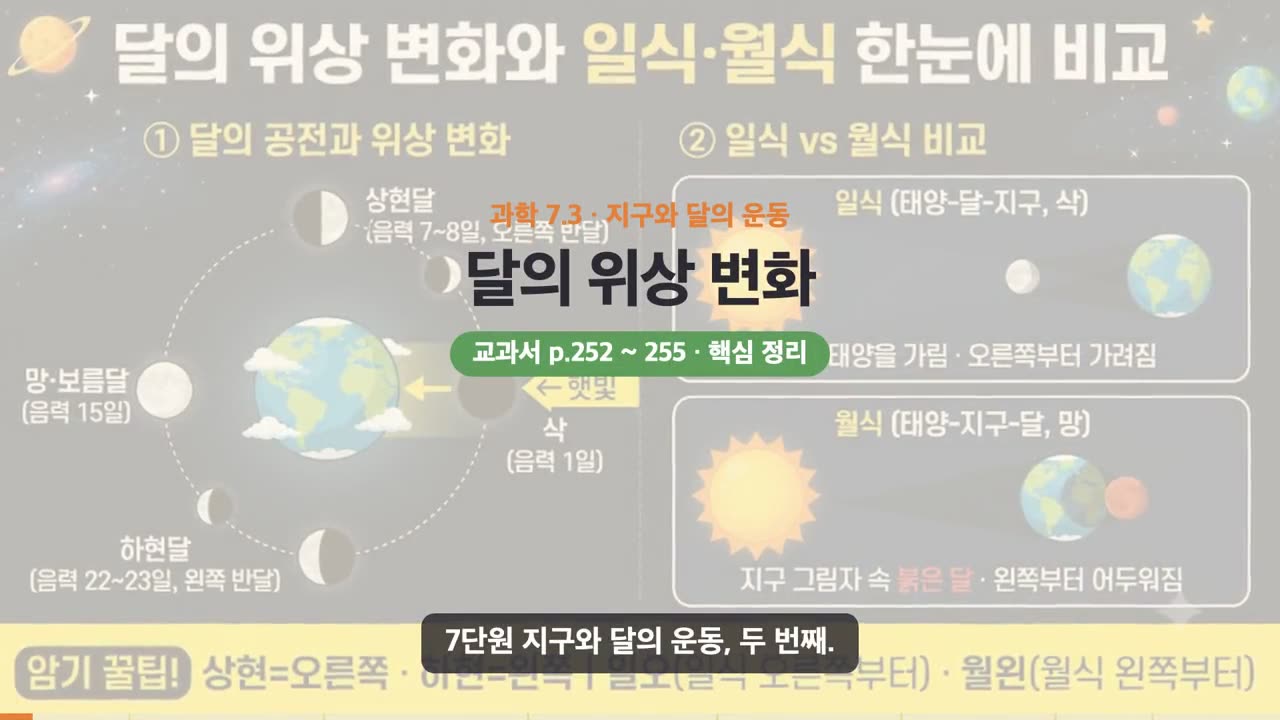 달의 위상 변화와 일식·월식 한눈에 비교
① 달의 공전과 위상 변화
② 일식 vs 월식 비교
상현달
(음력 7~8일, 오른쪽 반달)
일식 (태양-달-지구, 삭)
과학 7.3 · 지구와 달의 운동
달의 위상 변화
교과서 p.252 ~ 255 · 핵심 정리
태양을 가림 · 오른쪽부터 가려짐
망·보름달
(음력 15일)
← 햇빛
삭
(음력 1일)
월식 (태양-지구-달, 망)
하현달
(음력 22~23일, 왼쪽 반달)
지구 그림자 속 붉은 달 · 왼쪽부터 어두워짐
7단원 지구와 달의 운동, 두 번째.
암기 꿀팁! 상현=오른쪽 · 하현=왼쪽 | 일오(일식 오른쪽부터) · 월왼(월식 왼쪽부터)